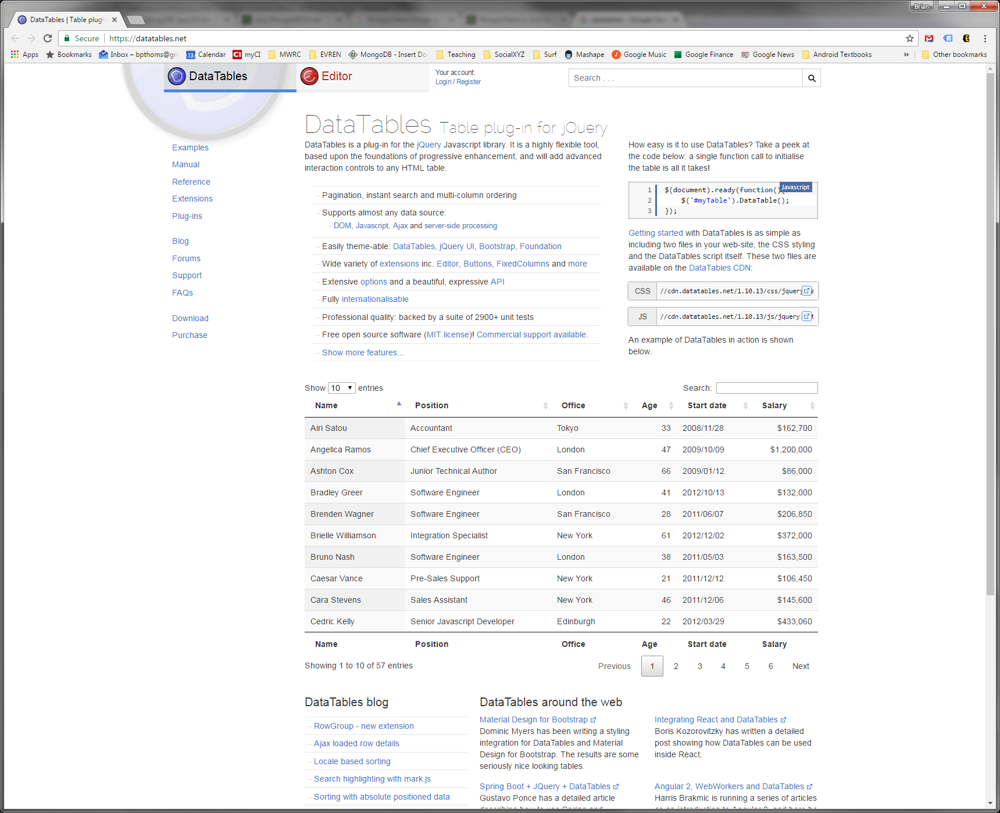 Brian
DataTables | Table plug-
Secure https://datatables.net
Apps Bookmarks Inbox – bpthoms@gm Calendar myCI MWRC EVREN MongoDB - Insert Do Teaching SocialXYZ Surf Mashape Google Music Google Finance Google News Android Textbooks » Other bookmarks
DataTables Editor
Your account:
Login / Register
Search . . .
DataTables Table plug-in for jQuery
Examples
Manual
Reference
Extensions
Plug-ins
Blog
Forums
Support
FAQs
Download
Purchase
DataTables is a plug-in for the jQuery Javascript library. It is a highly flexible tool,
based upon the foundations of progressive enhancement, and will add advanced
interaction controls to any HTML table.
- Pagination, instant search and multi-column ordering
- Supports almost any data source:
- DOM, Javascript, Ajax and server-side processing
- Easily theme-able: DataTables, jQuery UI, Bootstrap, Foundation
- Wide variety of extensions inc. Editor, Buttons, FixedColumns and more
- Extensive options and a beautiful, expressive API
- Fully internationalisable
- Professional quality: backed by a suite of 2900+ unit tests
- Free open source software (MIT license)! Commercial support available.
- Show more features...
How easy is it to use DataTables? Take a peek at
the code below: a single function call to initialise
the table is all it takes!
Javascript
1 $(document).ready(function(){
2 $('#myTable').DataTable();
3 });
Getting started with DataTables is as simple as
including two files in your web-site, the CSS styling
and the DataTables script itself. These two files are
available on the DataTables CDN:
CSS //cdn.datatables.net/1.10.13/css/jquery
JS //cdn.datatables.net/1.10.13/js/jquery
An example of DataTables in action is shown
below.
Show 10 entries Search:
Name Position Office Age Start date Salary
Airi Satou Accountant Tokyo 33 2008/11/28 $162,700
Angelica Ramos Chief Executive Officer (CEO) London 47 2009/10/09 $1,200,000
Ashton Cox Junior Technical Author San Francisco 66 2009/01/12 $86,000
Bradley Greer Software Engineer London 41 2012/10/13 $132,000
Brenden Wagner Software Engineer San Francisco 28 2011/06/07 $206,850
Brielle Williamson Integration Specialist New York 61 2012/12/02 $372,000
Bruno Nash Software Engineer London 38 2011/05/03 $163,500
Caesar Vance Pre-Sales Support New York 21 2011/12/12 $106,450
Cara Stevens Sales Assistant New York 46 2011/12/06 $145,600
Cedric Kelly Senior Javascript Developer Edinburgh 22 2012/03/29 $433,060
Name Position Office Age Start date Salary
Showing 1 to 10 of 57 entries Previous 1 2 3 4 5 6 Next
DataTables blog
- RowGroup - new extension
- Ajax loaded row details
- Locale based sorting
- Search highlighting with mark.js
- Sorting with absolute positioned data
DataTables around the web
Material Design for Bootstrap
Dominic Myers has been writing a styling
integration for DataTables and Material
Design for Bootstrap. The results are some
seriously nice looking tables.
Integrating React and DataTables
Boris Kozorovitzky has written a detailed
post showing how DataTables can be used
inside React.
Spring Boot + JQuery + DataTables
Gustavo Ponce has a detailed article
Angular 2, WebWorkers and DataTables
Harris Brakmic is running a series of articles